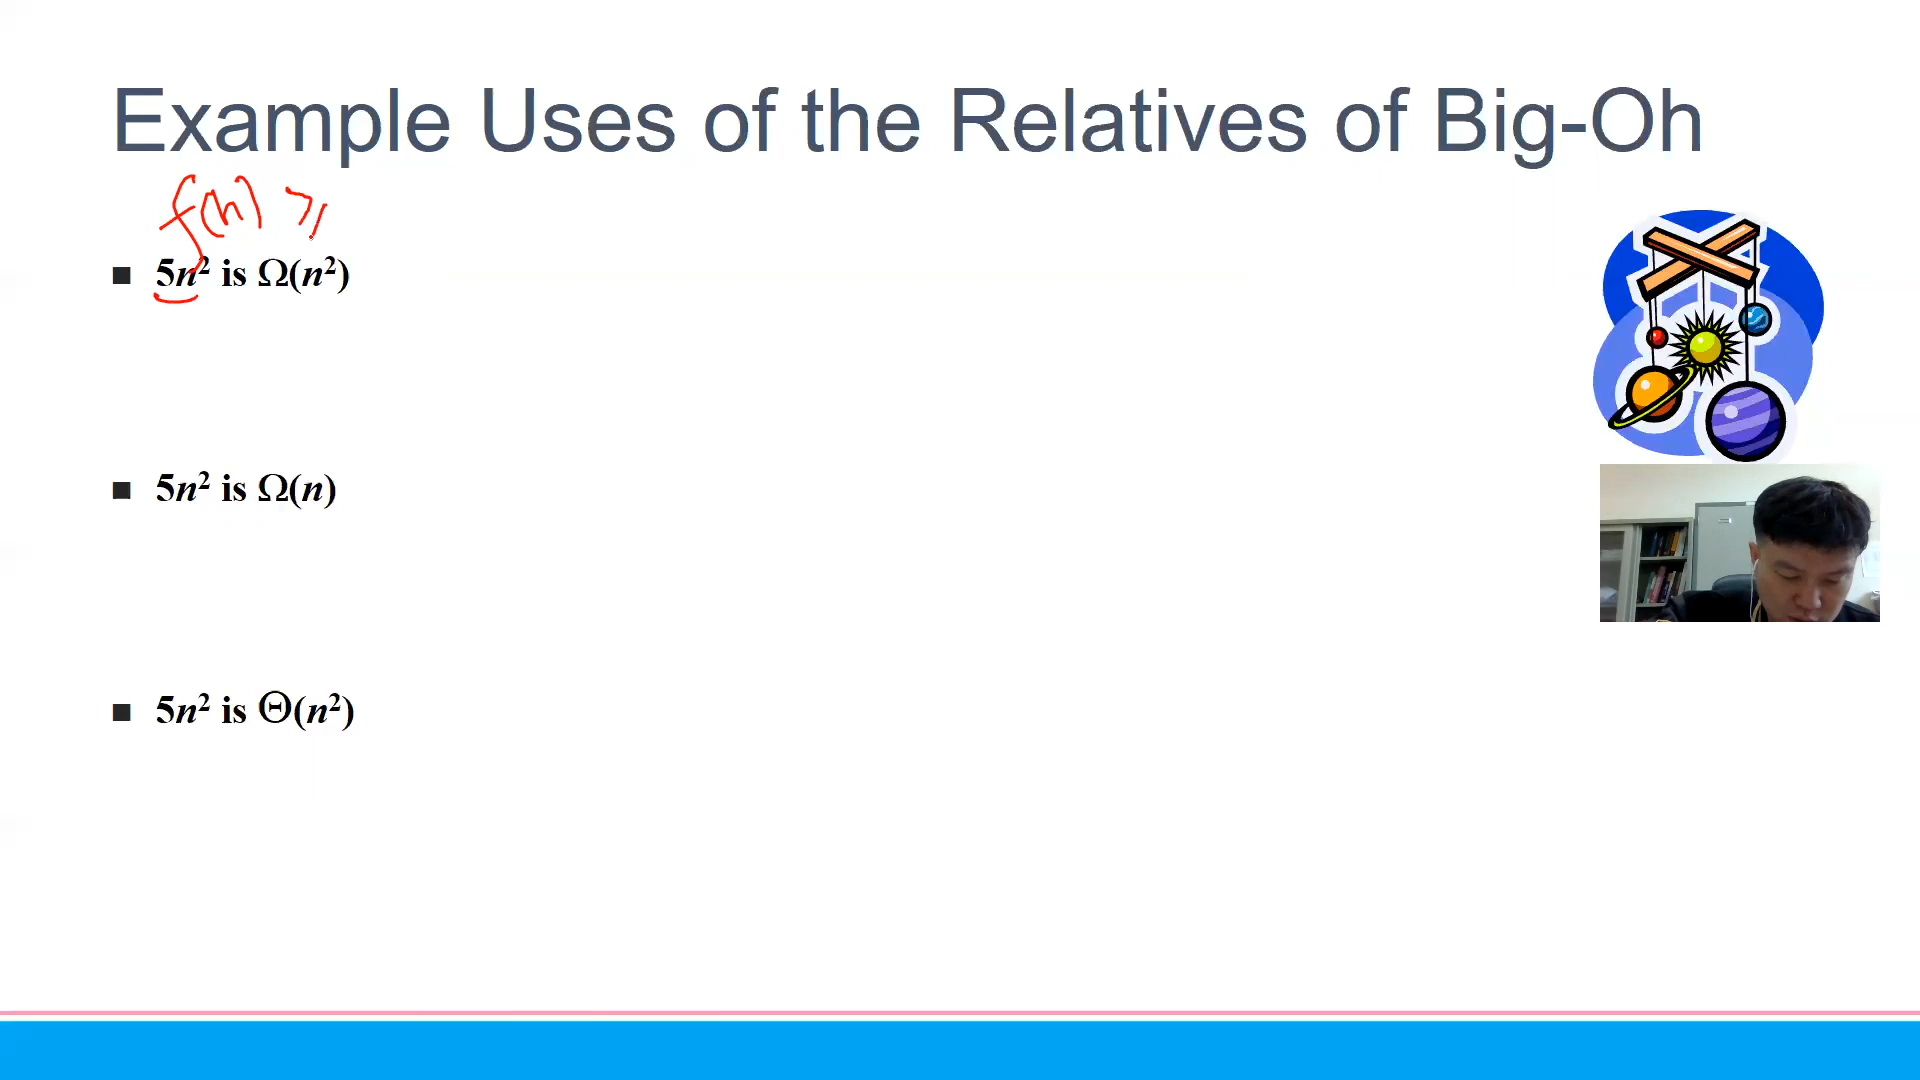 Example Uses of the Relatives of Big-Oh
f(n) ≥
■ 5n² is Ω(n²)
■ 5n² is Ω(n)
■ 5n² is Θ(n²)